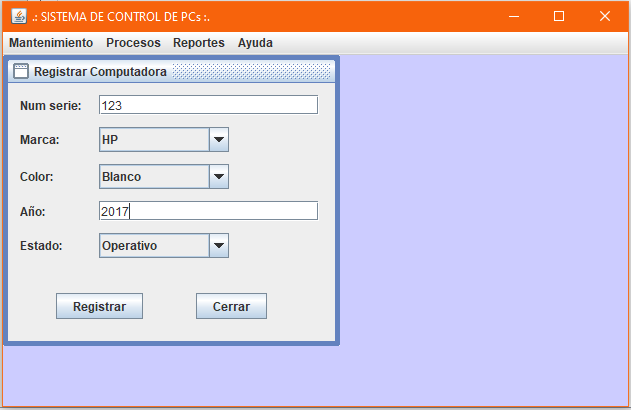 .: SISTEMA DE CONTROL DE PCs :.
Mantenimiento Procesos Reportes Ayuda
Registrar Computadora
Num serie: 123
Marca: HP
Color: Blanco
Año: 2017
Estado: Operativo
Registrar Cerrar